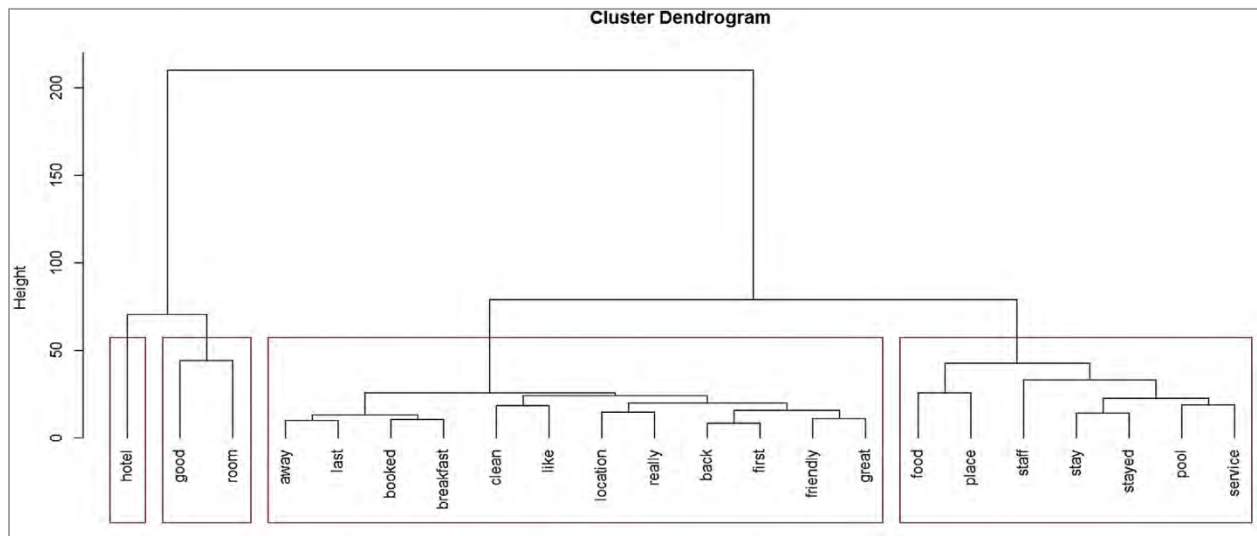 Cluster Dendrogram
Height
200
150
100
50
0
hotel
good
room
away
last
booked
breakfast
clean
like
location
really
back
first
friendly
great
food
place
staff
stay
stayed
pool
service